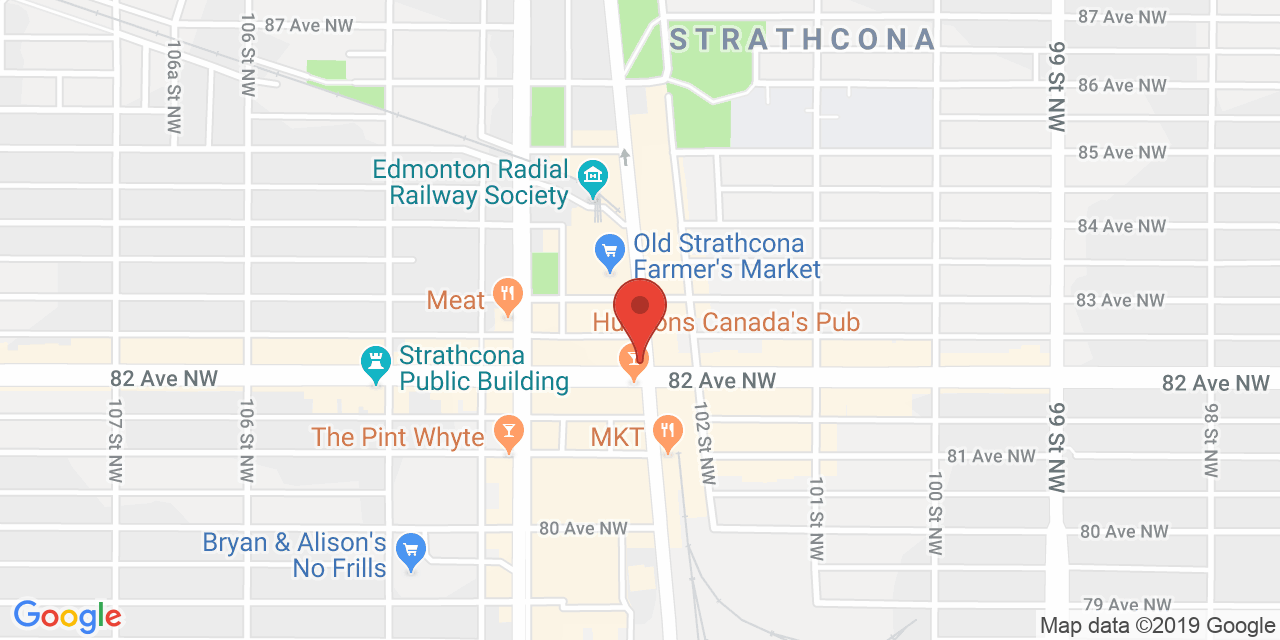 87 Ave NW
106 St NW
106a St NW
STRATHCONA
87 Ave NW
99 St NW
86 Ave NW
85 Ave NW
Edmonton Radial
Railway Society
84 Ave NW
Old Strathcona
Farmer's Market
83 Ave NW
Meat
Canada's Pub
Strathcona
Public Building
82 Ave NW
82 Ave NW
82 Ave NW
107 St NW
106 St NW
102 St NW
99 St NW
98 St NW
The Pint Whyte
MKT
81 Ave NW
101 St NW
100 St NW
80 Ave NW
80 Ave NW
Bryan & Alison's
No Frills
79 Ave NW
Google
Map data ©2019 Google